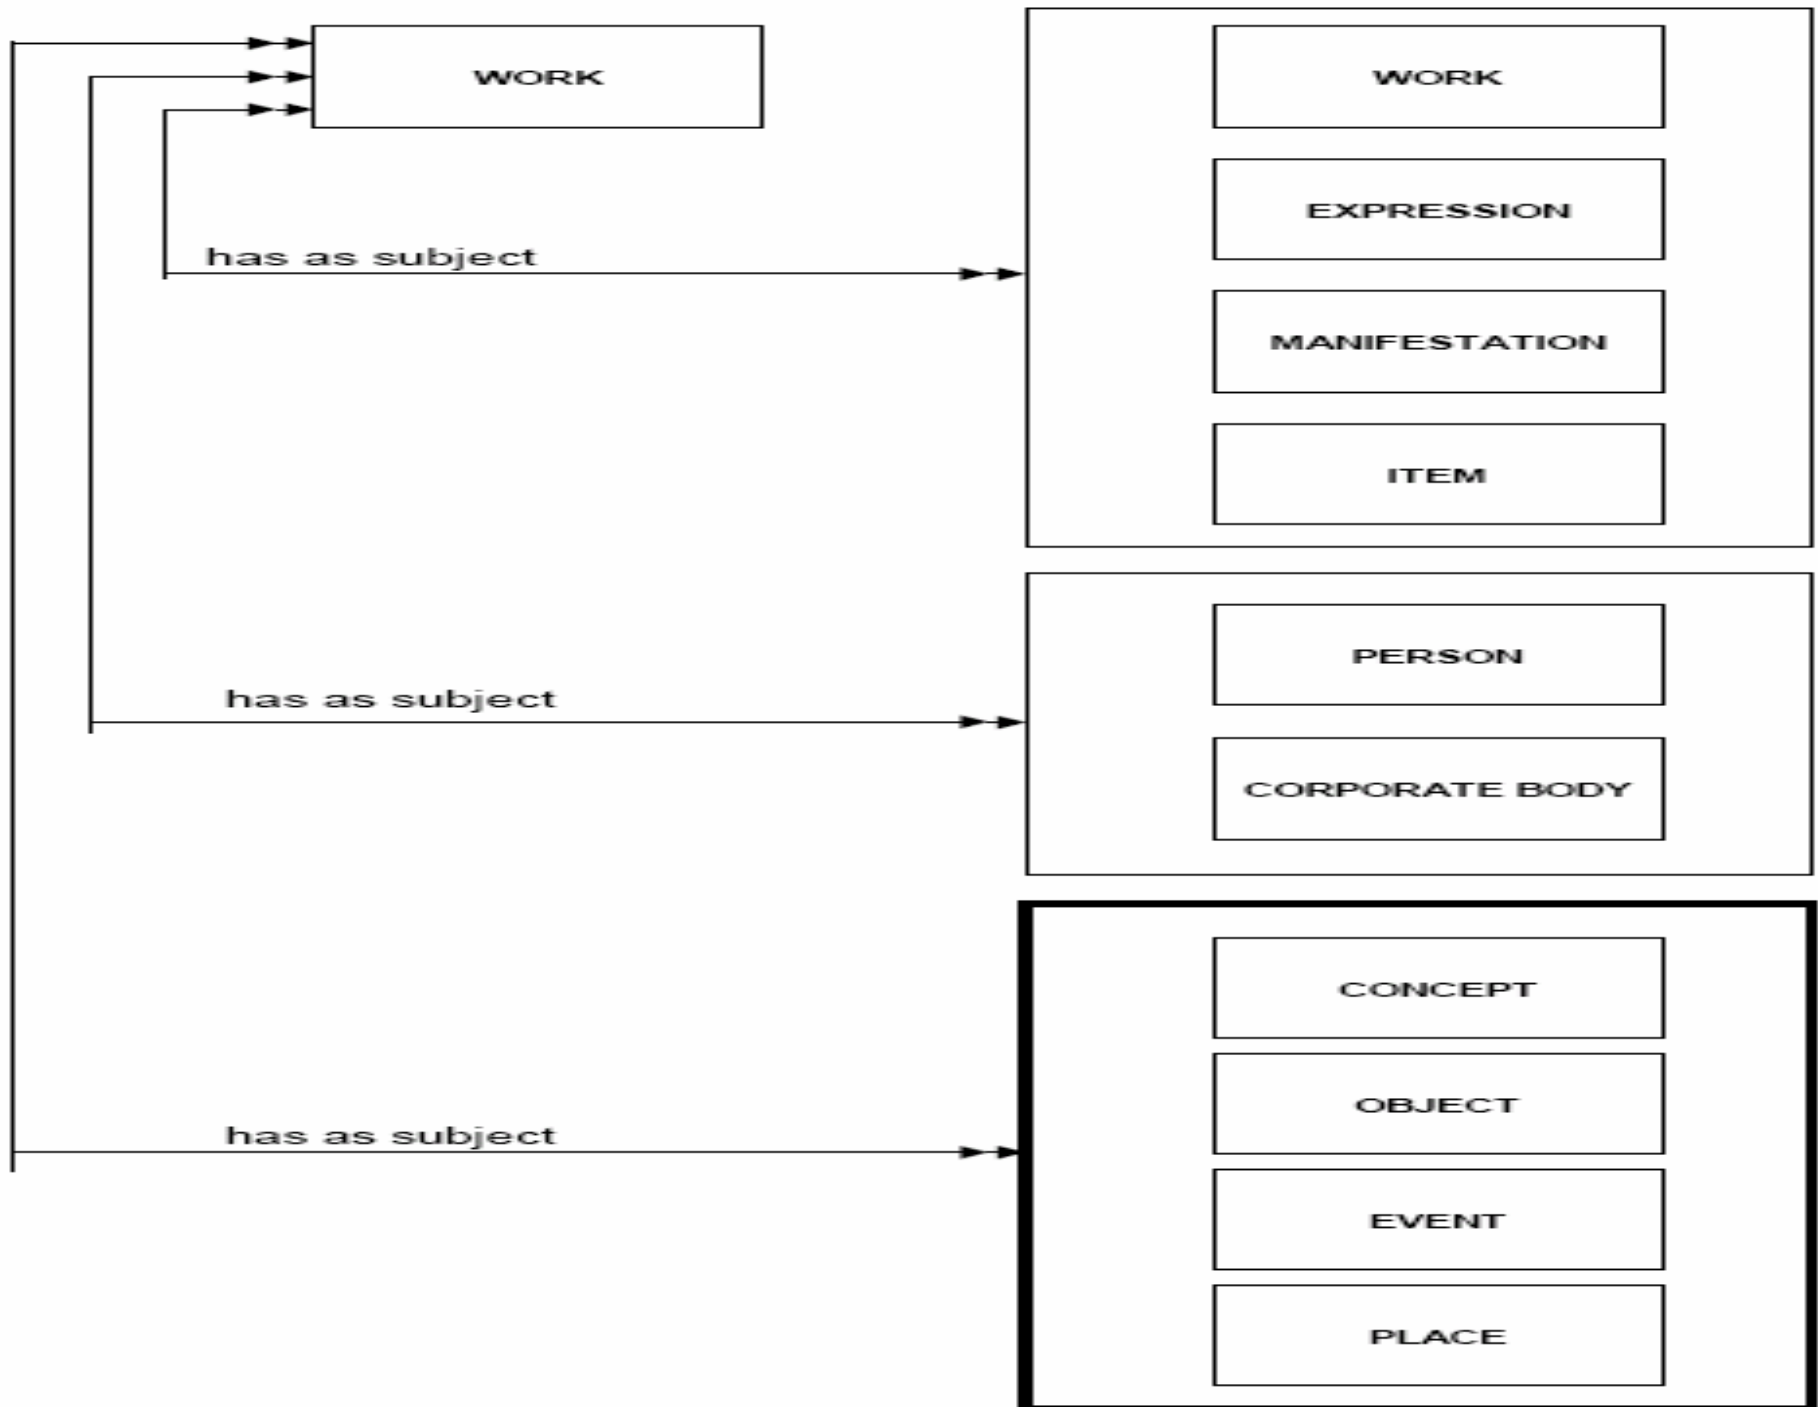 WORK
WORK
EXPRESSION
has as subject
MANIFESTATION
ITEM
PERSON
has as subject
CORPORATE BODY
CONCEPT
OBJECT
has as subject
EVENT
PLACE